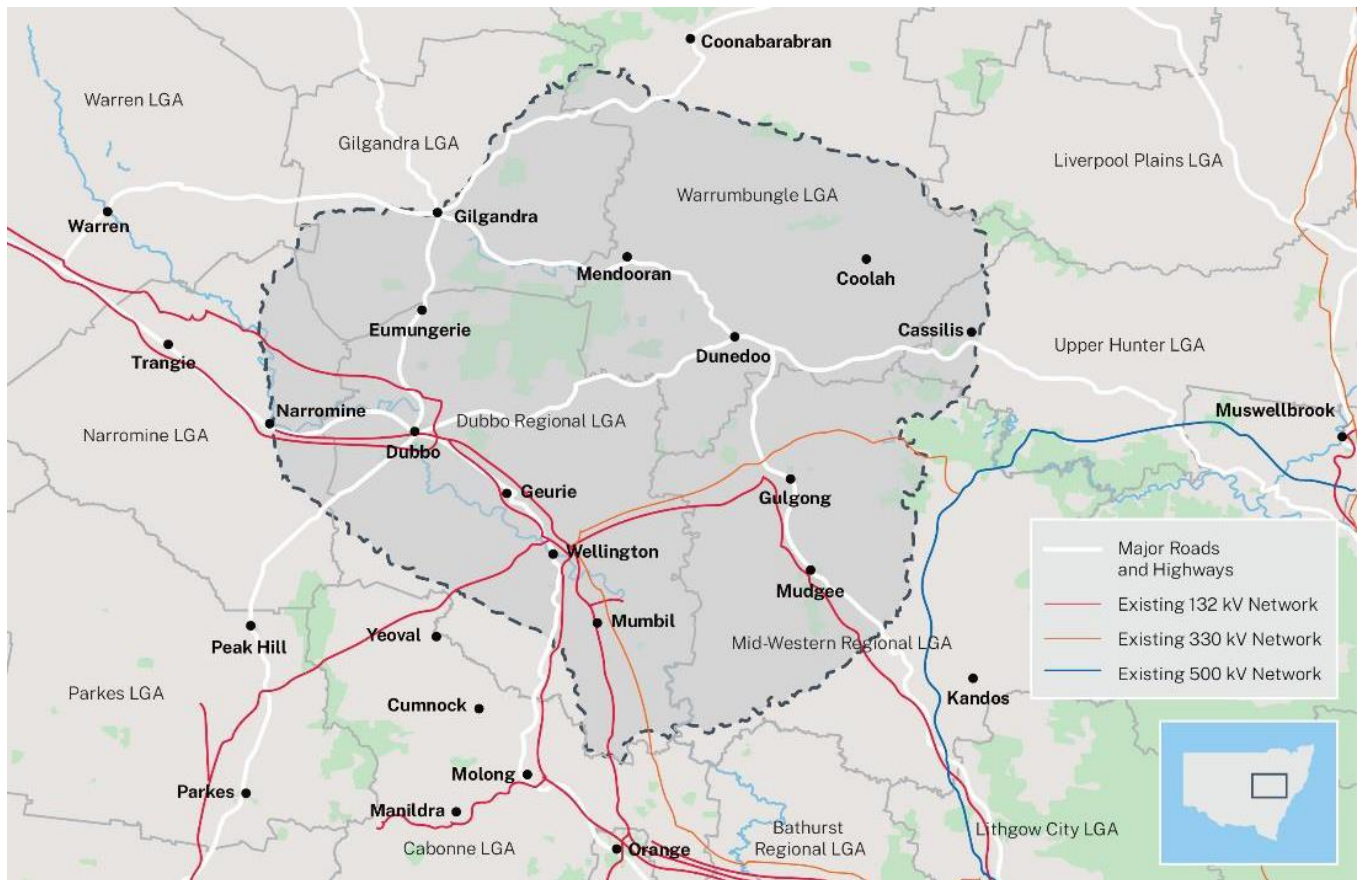 Coonabarabran
Warren LGA
Gilgandra LGA
Liverpool Plains LGA
Warrumbungle LGA
Warren
Gilgandra
Mendooran
Coolah
Eumungerie
Cassilis
Trangie
Dunedoo
Upper Hunter LGA
Narromine
Muswellbrook
Narromine LGA
Dubbo Regional LGA
Dubbo
Geurie
Gulgong
Wellington
Major Roads
and Highways
Mudgee
Existing 132 kV Network
Mumbil
Peak Hill
Yeoval
Mid-Western Regional LGA
Existing 330 kV Network
Existing 500 kV Network
Parkes LGA
Kandos
Cumnock
Molong
Parkes
Manildra
Bathurst
Regional LGA
Lithgow City LGA
Cabonne LGA
Orange